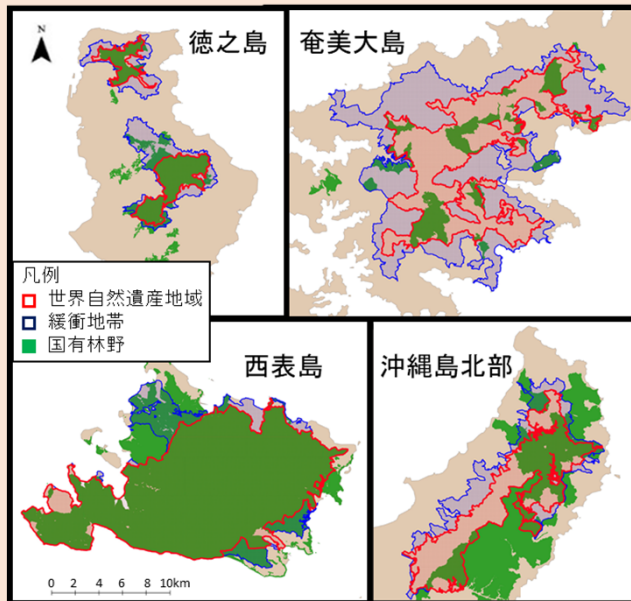 N
徳之島
奄美大島
凡例
世界自然遺産地域
緩衝地帯
国有林野
西表島
沖縄島北部
0 2 4 6 8 10km